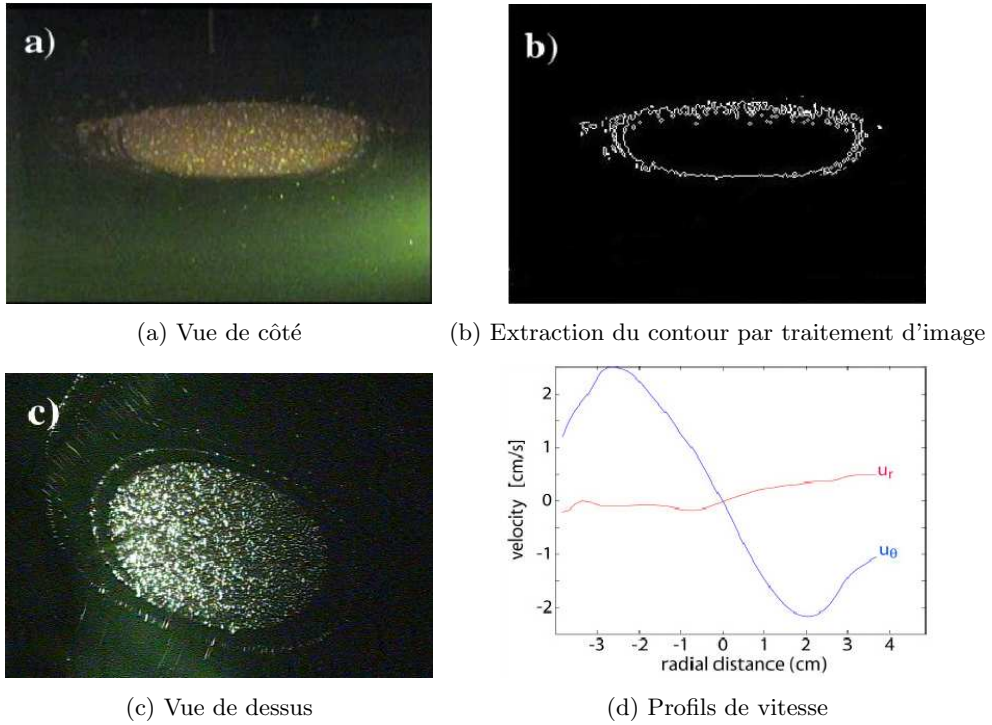 a)
b)
(a) Vue de côté
(b) Extraction du contour par traitement d'image
c)
velocity [cm/s]
2
1
0
-1
-2
u_r
u_θ
-3 -2 -1 0 1 2 3 4
radial distance (cm)
(c) Vue de dessus
(d) Profils de vitesse